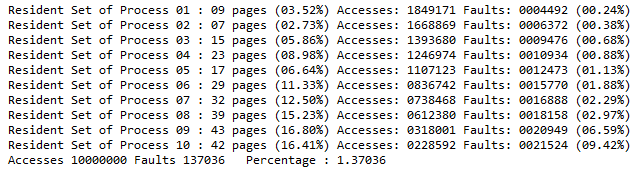 Resident Set of Process 01 : 09 pages (03.52%) Accesses: 1849171 Faults: 0004492 (00.24%)
Resident Set of Process 02 : 07 pages (02.73%) Accesses: 1668869 Faults: 0006372 (00.38%)
Resident Set of Process 03 : 15 pages (05.86%) Accesses: 1393680 Faults: 0009476 (00.68%)
Resident Set of Process 04 : 23 pages (08.98%) Accesses: 1246974 Faults: 0010934 (00.88%)
Resident Set of Process 05 : 17 pages (06.64%) Accesses: 1107123 Faults: 0012473 (01.13%)
Resident Set of Process 06 : 29 pages (11.33%) Accesses: 0836742 Faults: 0015770 (01.88%)
Resident Set of Process 07 : 32 pages (12.50%) Accesses: 0738468 Faults: 0016888 (02.29%)
Resident Set of Process 08 : 39 pages (15.23%) Accesses: 0612380 Faults: 0018158 (02.97%)
Resident Set of Process 09 : 43 pages (16.80%) Accesses: 0318001 Faults: 0020949 (06.59%)
Resident Set of Process 10 : 42 pages (16.41%) Accesses: 0228592 Faults: 0021524 (09.42%)
Accesses 10000000 Faults 137036   Percentage : 1.37036